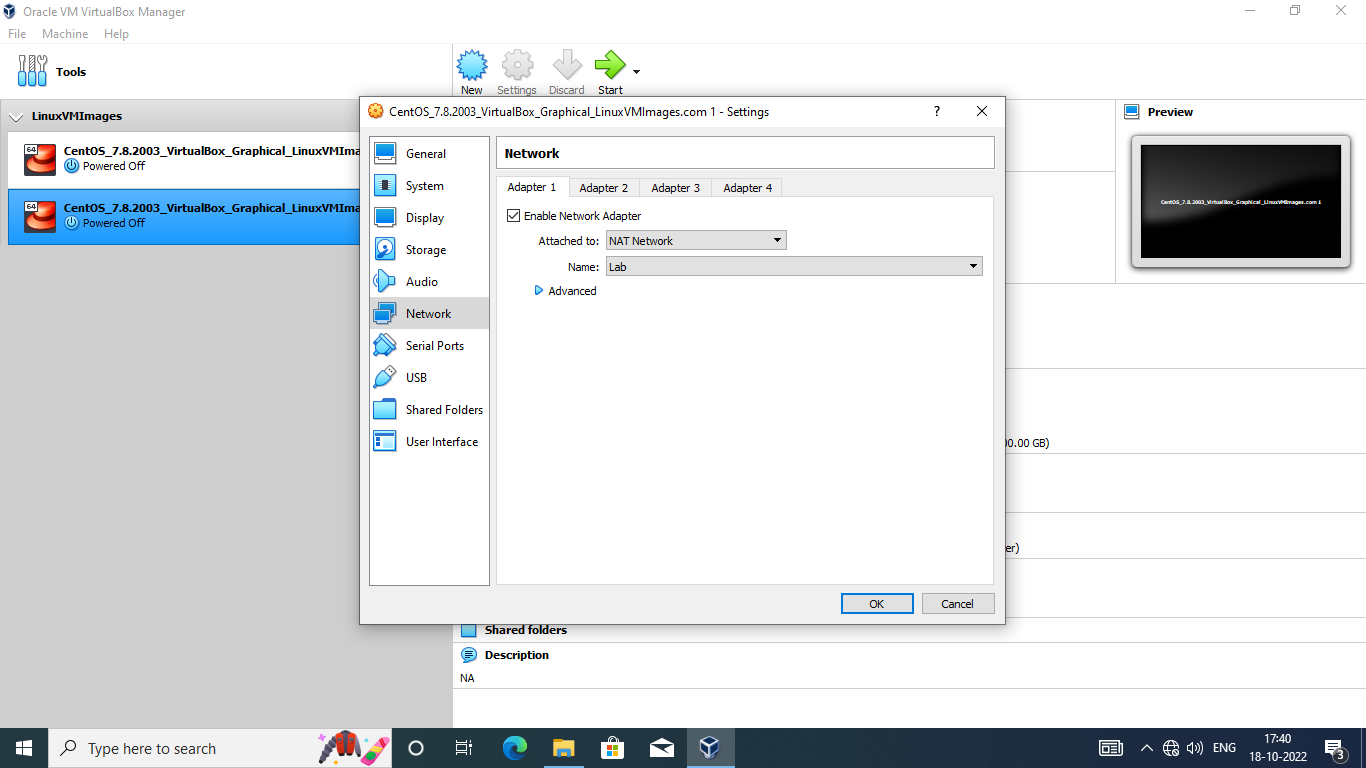 Oracle VM VirtualBox Manager
File Machine Help
Tools
New Settings Discard Start
LinuxVMImages
64
CentOS_7.8.2003_VirtualBox_Graphical_LinuxVMIma
Powered Off
64
CentOS_7.8.2003_VirtualBox_Graphical_LinuxVMIma
Powered Off
Preview
CentOS_7.8.2003_VirtualBox_Graphical_LinuxVMImages.com 1
CentOS_7.8.2003_VirtualBox_Graphical_LinuxVMImages.com 1 - Settings ?
General
System
Display
Storage
Audio
Network
Serial Ports
USB
Shared Folders
User Interface
Network
Adapter 1 Adapter 2 Adapter 3 Adapter 4
Enable Network Adapter
Attached to: NAT Network
Name: Lab
Advanced
OK Cancel
00.00 GB)
er)
Shared folders
Description
NA
Type here to search
ENG
17:40
18-10-2022
3